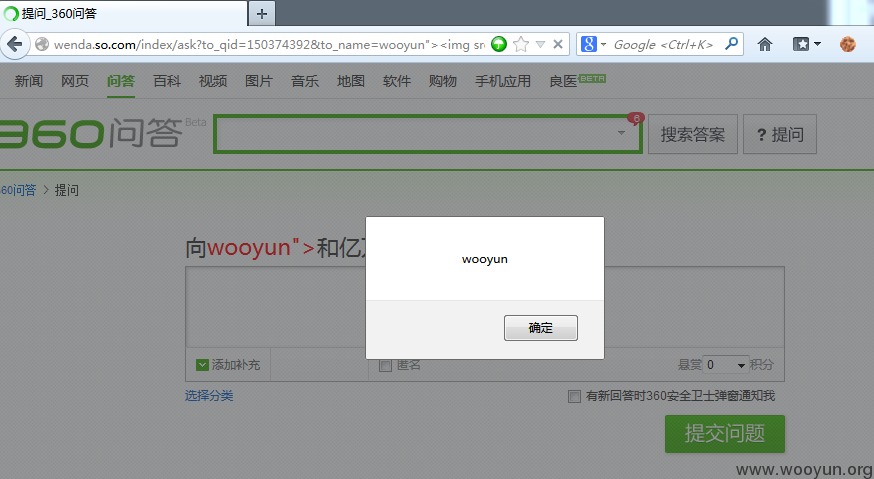 提问_360问答
wenda.so.com/index/ask?to_qid=150374392&to_name=wooyun"><img sr
Google <Ctrl+K>
新闻 网页 问答 百科 视频 图片 音乐 地图 软件 购物 手机应用 良医 BETA
360问答 Beta
6
搜索答案
? 提问
360问答 > 提问
向wooyun">和亿
wooyun
确定
添加补充
匿名
悬赏 0 积分
选择分类
有新回答时360安全卫士弹窗通知我
提交问题
www.wooyun.org